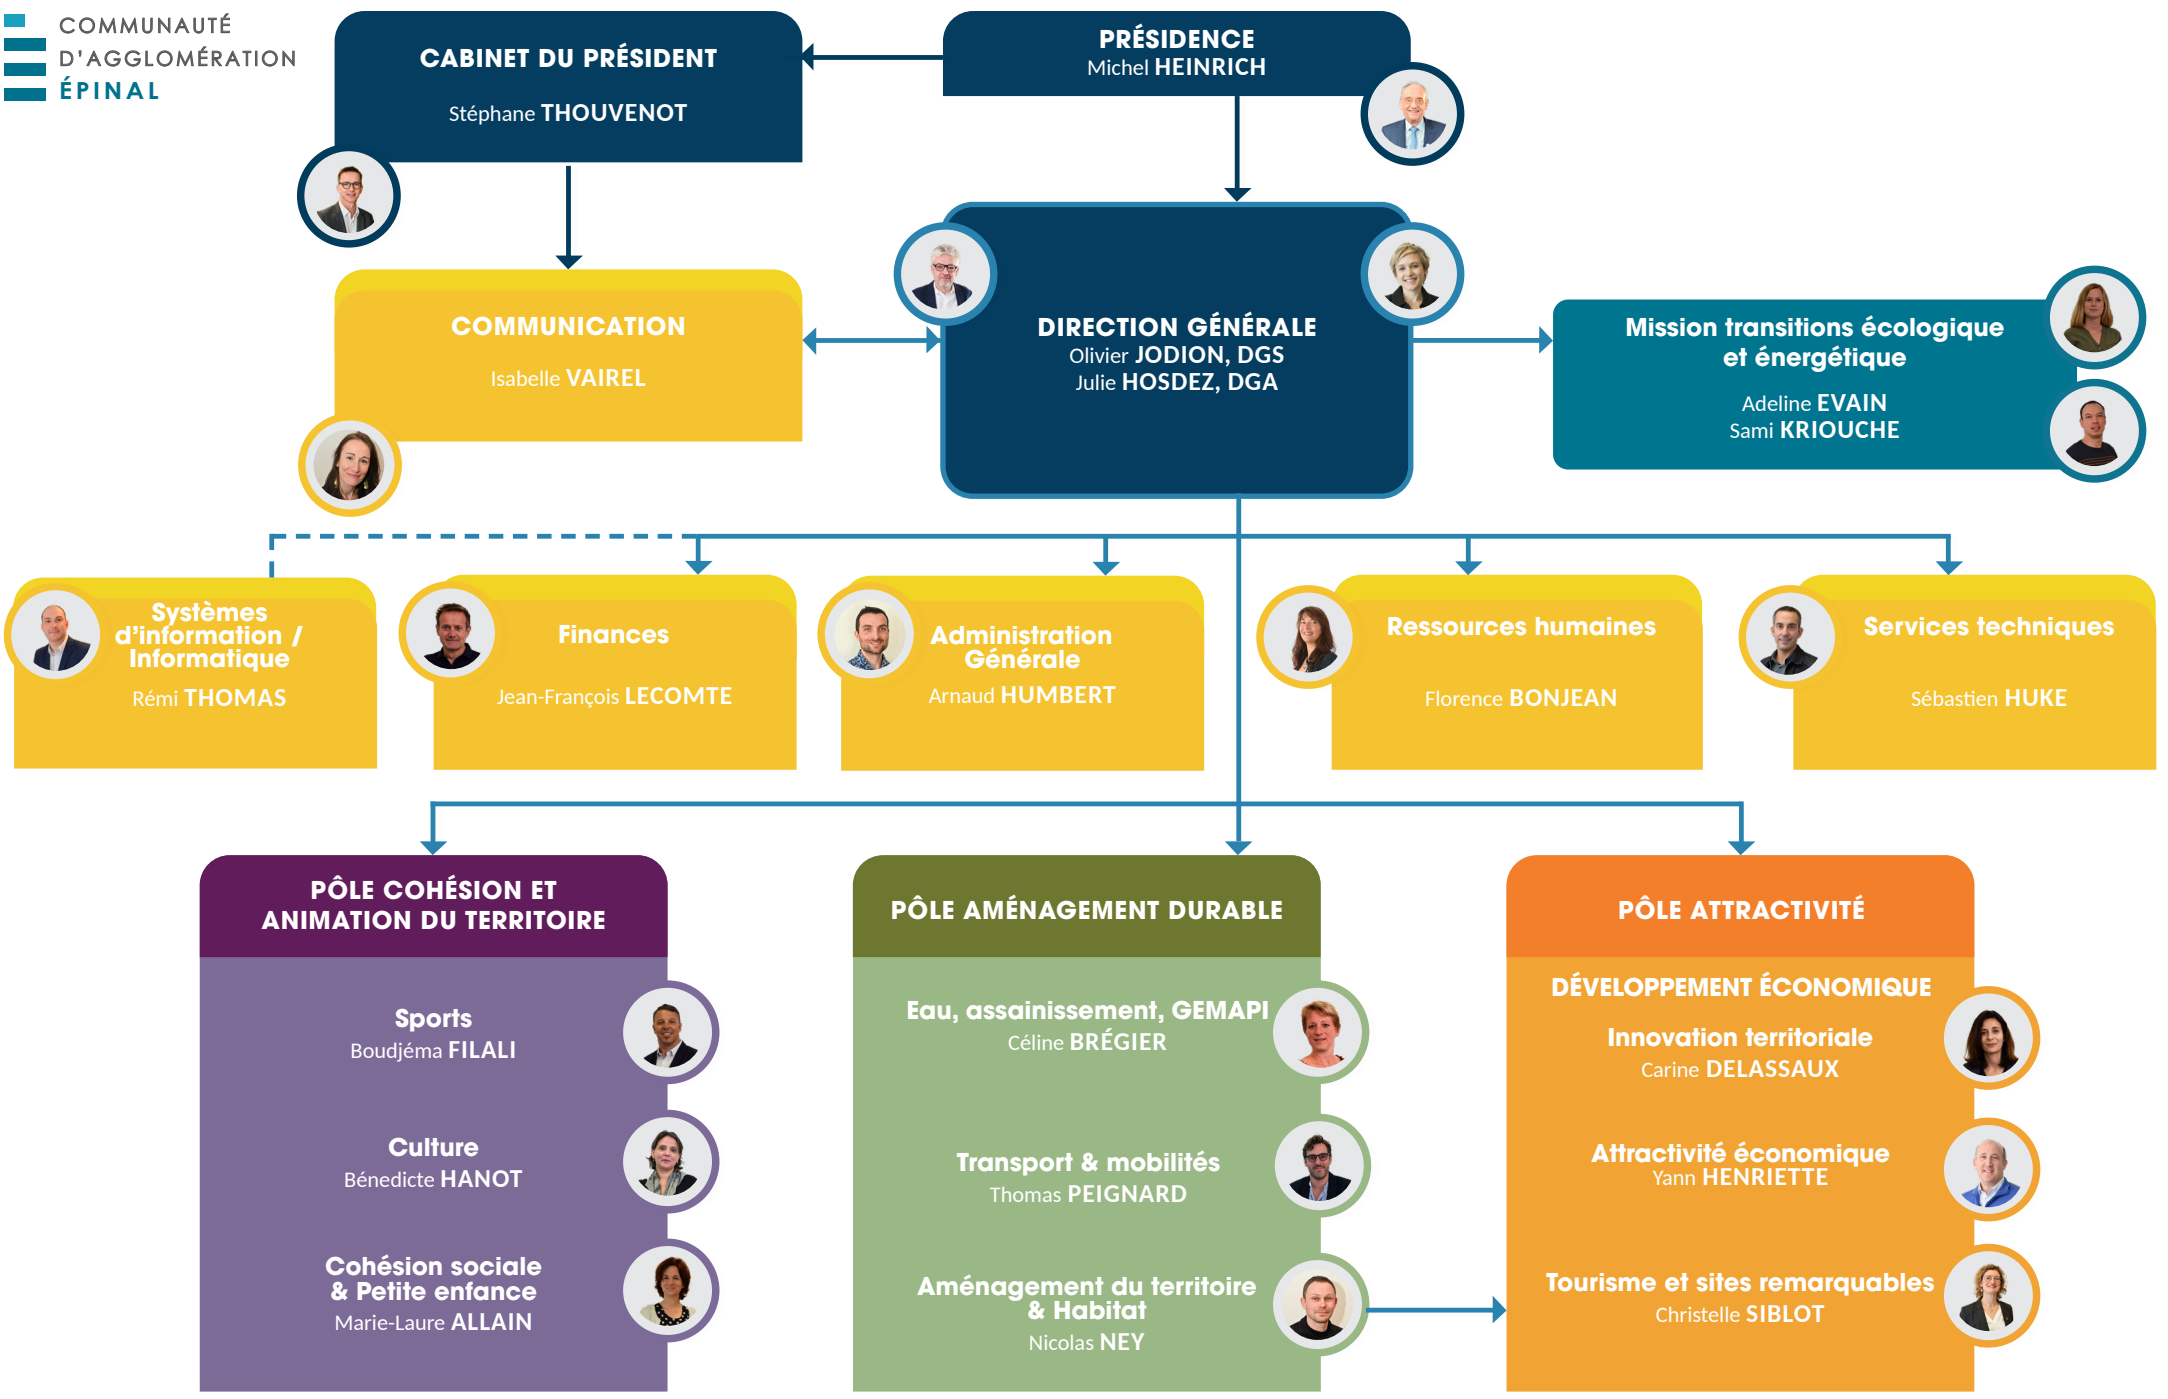 COMMUNAUTÉ
D'AGGLOMÉRATION
ÉPINAL
CABINET DU PRÉSIDENT
Stéphane THOUVENOT
PRÉSIDENCE
Michel HEINRICH
COMMUNICATION
Isabelle VAIREL
DIRECTION GÉNÉRALE
Olivier JODION, DGS
Julie HOSDEZ, DGA
Mission transitions écologique
et énergétique
Adeline EVAIN
Sami KRIOUCHE
Systèmes
d'information /
Informatique
Rémi THOMAS
Finances
Jean-François LECOMTE
Administration
Générale
Arnaud HUMBERT
Ressources humaines
Florence BONJEAN
Services techniques
Sébastien HUKE
PÔLE COHÉSION ET
ANIMATION DU TERRITOIRE
Sports
Boudjéma FILALI
Culture
Bénedicte HANOT
Cohésion sociale
& Petite enfance
Marie-Laure ALLAIN
PÔLE AMÉNAGEMENT DURABLE
Eau, assainissement, GEMAPI
Céline BRÉGIER
Transport & mobilités
Thomas PEIGNARD
Aménagement du territoire
& Habitat
Nicolas NEY
PÔLE ATTRACTIVITÉ
DÉVELOPPEMENT ÉCONOMIQUE
Innovation territoriale
Carine DELASSAUX
Attractivité économique
Yann HENRIETTE
Tourisme et sites remarquables
Christelle SIBLOT